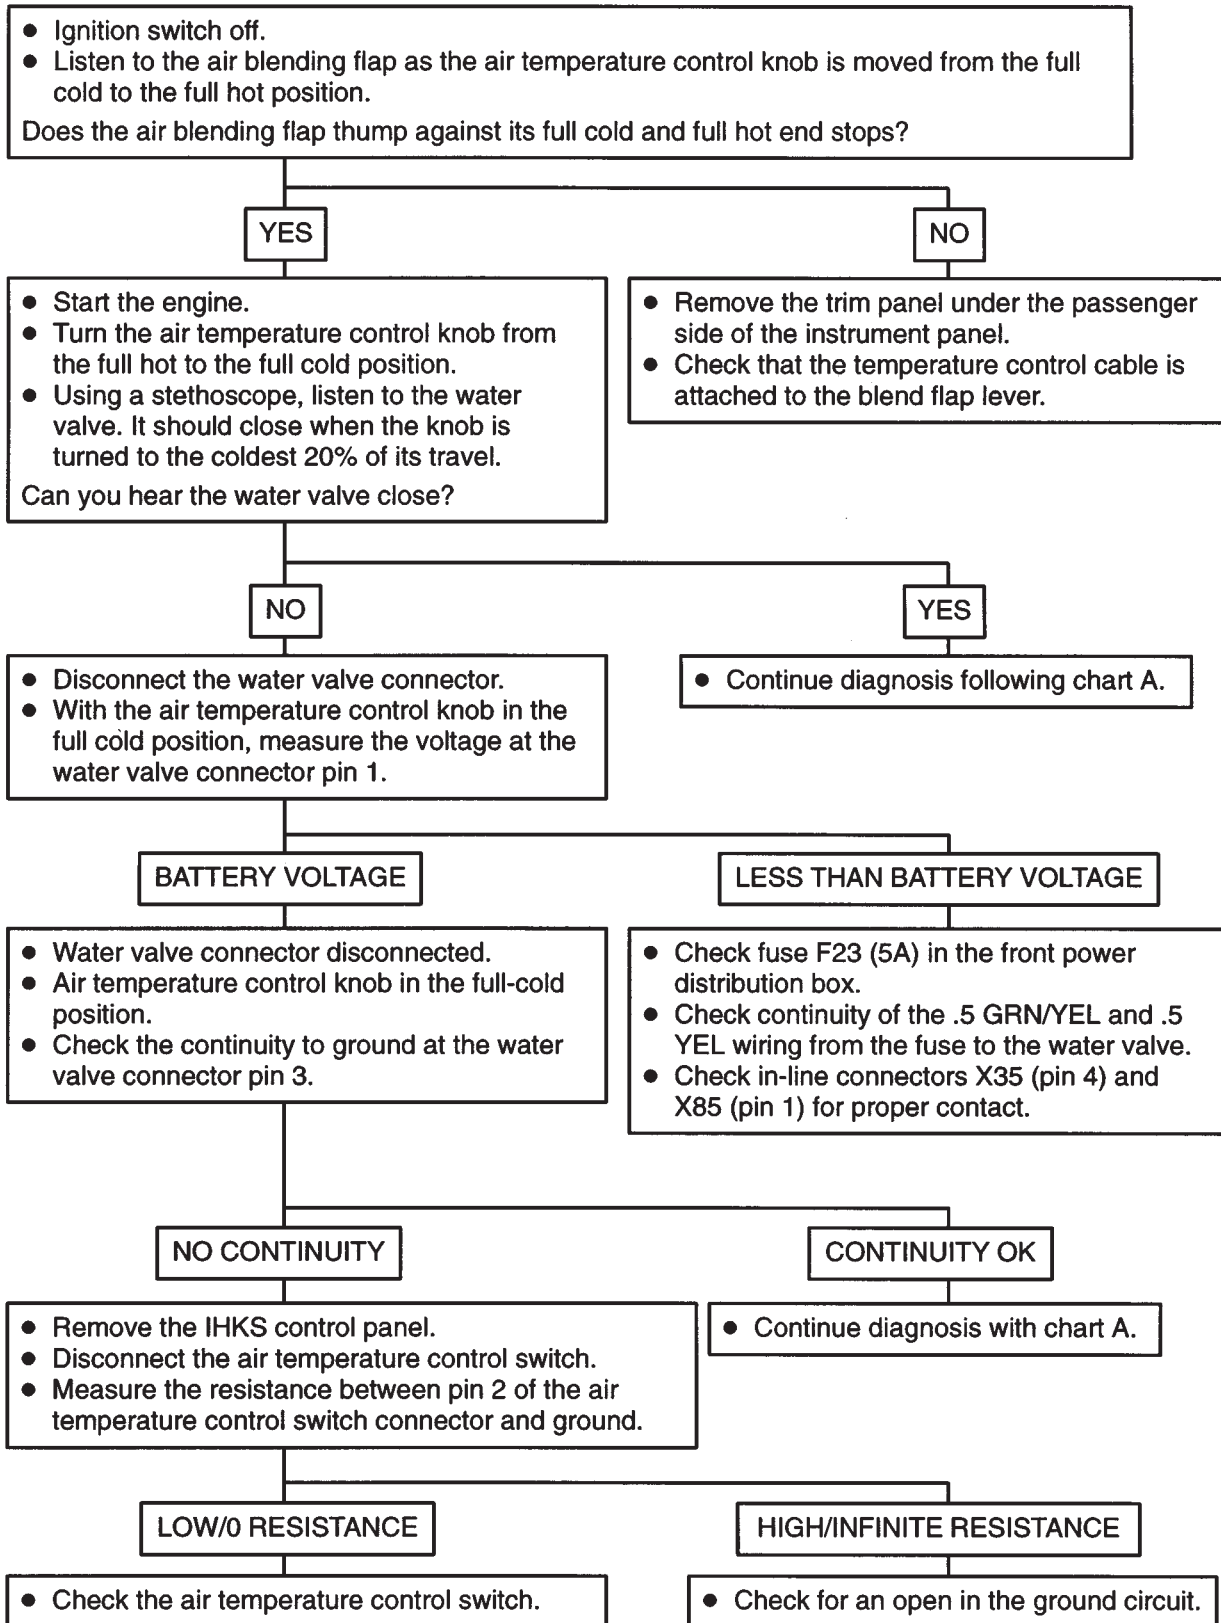 • Ignition switch off.
• Listen to the air blending flap as the air temperature control knob is moved from the full
cold to the full hot position.
Does the air blending flap thump against its full cold and full hot end stops?
YES
NO
• Start the engine.
• Turn the air temperature control knob from
the full hot to the full cold position.
• Using a stethoscope, listen to the water
valve. It should close when the knob is
turned to the coldest 20% of its travel.
Can you hear the water valve close?
• Remove the trim panel under the passenger
side of the instrument panel.
• Check that the temperature control cable is
attached to the blend flap lever.
NO
YES
• Disconnect the water valve connector.
• With the air temperature control knob in the
full cold position, measure the voltage at the
water valve connector pin 1.
• Continue diagnosis following chart A.
BATTERY VOLTAGE
LESS THAN BATTERY VOLTAGE
• Water valve connector disconnected.
• Air temperature control knob in the full-cold
position.
• Check the continuity to ground at the water
valve connector pin 3.
• Check fuse F23 (5A) in the front power
distribution box.
• Check continuity of the .5 GRN/YEL and .5
YEL wiring from the fuse to the water valve.
• Check in-line connectors X35 (pin 4) and
X85 (pin 1) for proper contact.
NO CONTINUITY
CONTINUITY OK
• Remove the IHKS control panel.
• Disconnect the air temperature control switch.
• Measure the resistance between pin 2 of the air
temperature control switch connector and ground.
• Continue diagnosis with chart A.
LOW/0 RESISTANCE
HIGH/INFINITE RESISTANCE
• Check the air temperature control switch.
• Check for an open in the ground circuit.